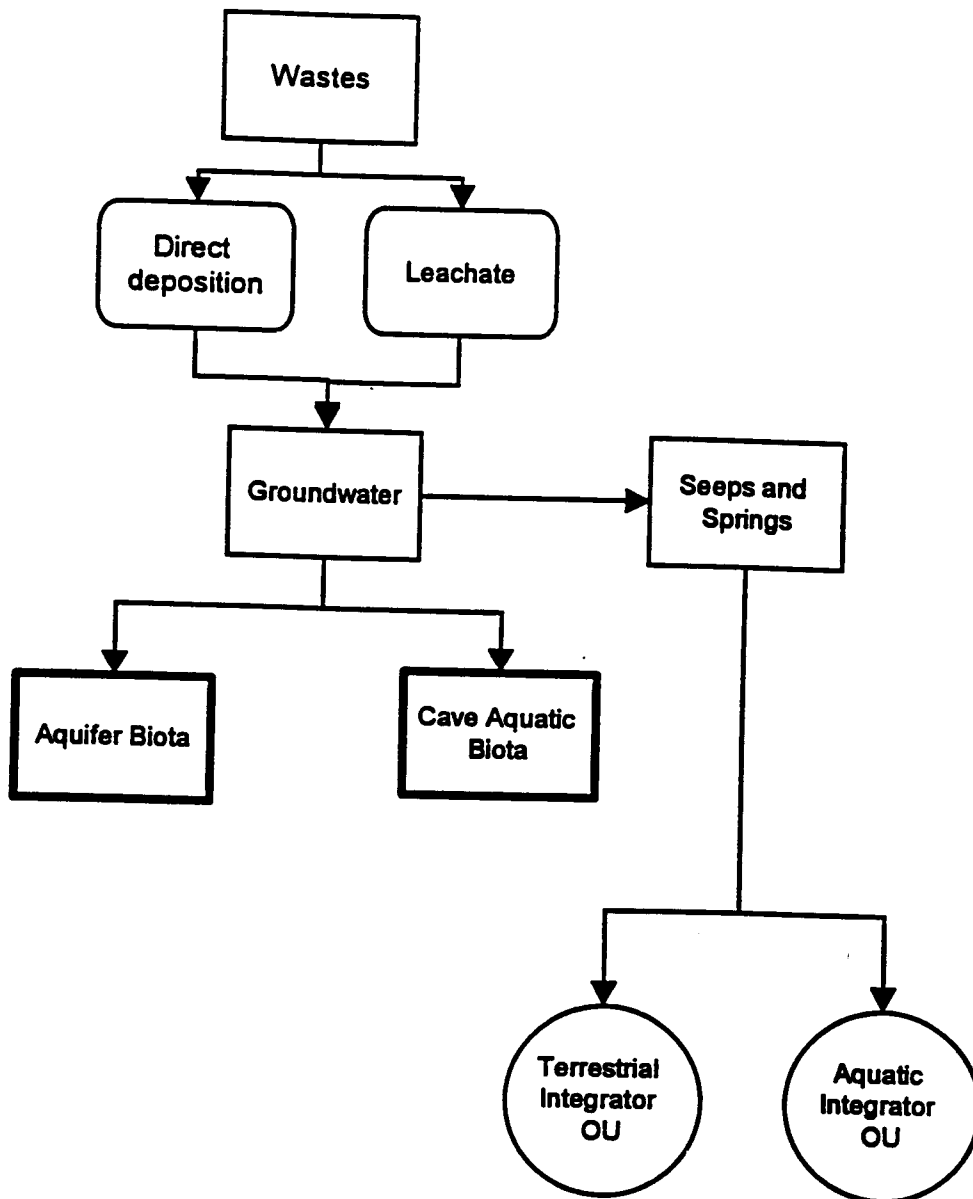 Wastes
Direct
deposition
Leachate
Groundwater
Seeps and
Springs
Aquifer Biota
Cave Aquatic
Biota
Terrestrial
Integrator
OU
Aquatic
Integrator
OU